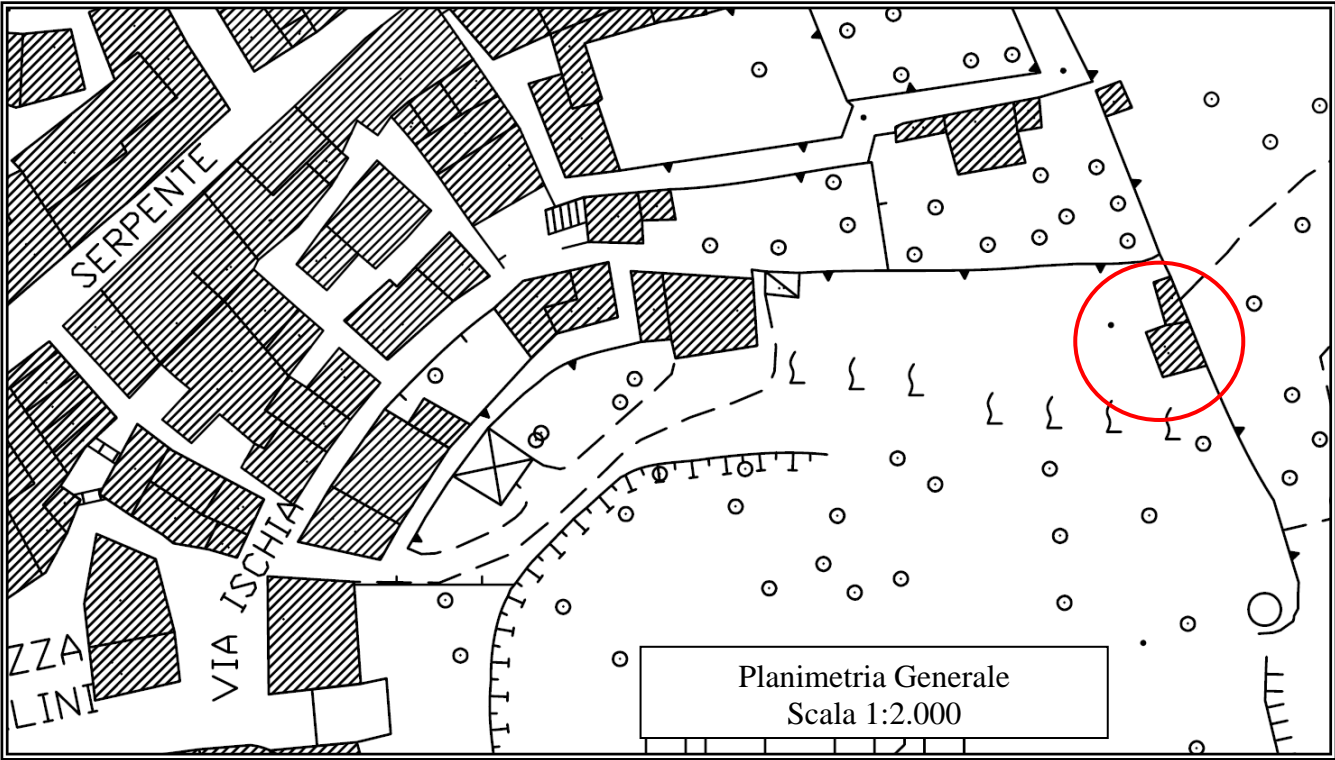 SERPENTE
VIA ISCHIA
ZZA
LINI
Planimetria Generale
Scala 1:2.000